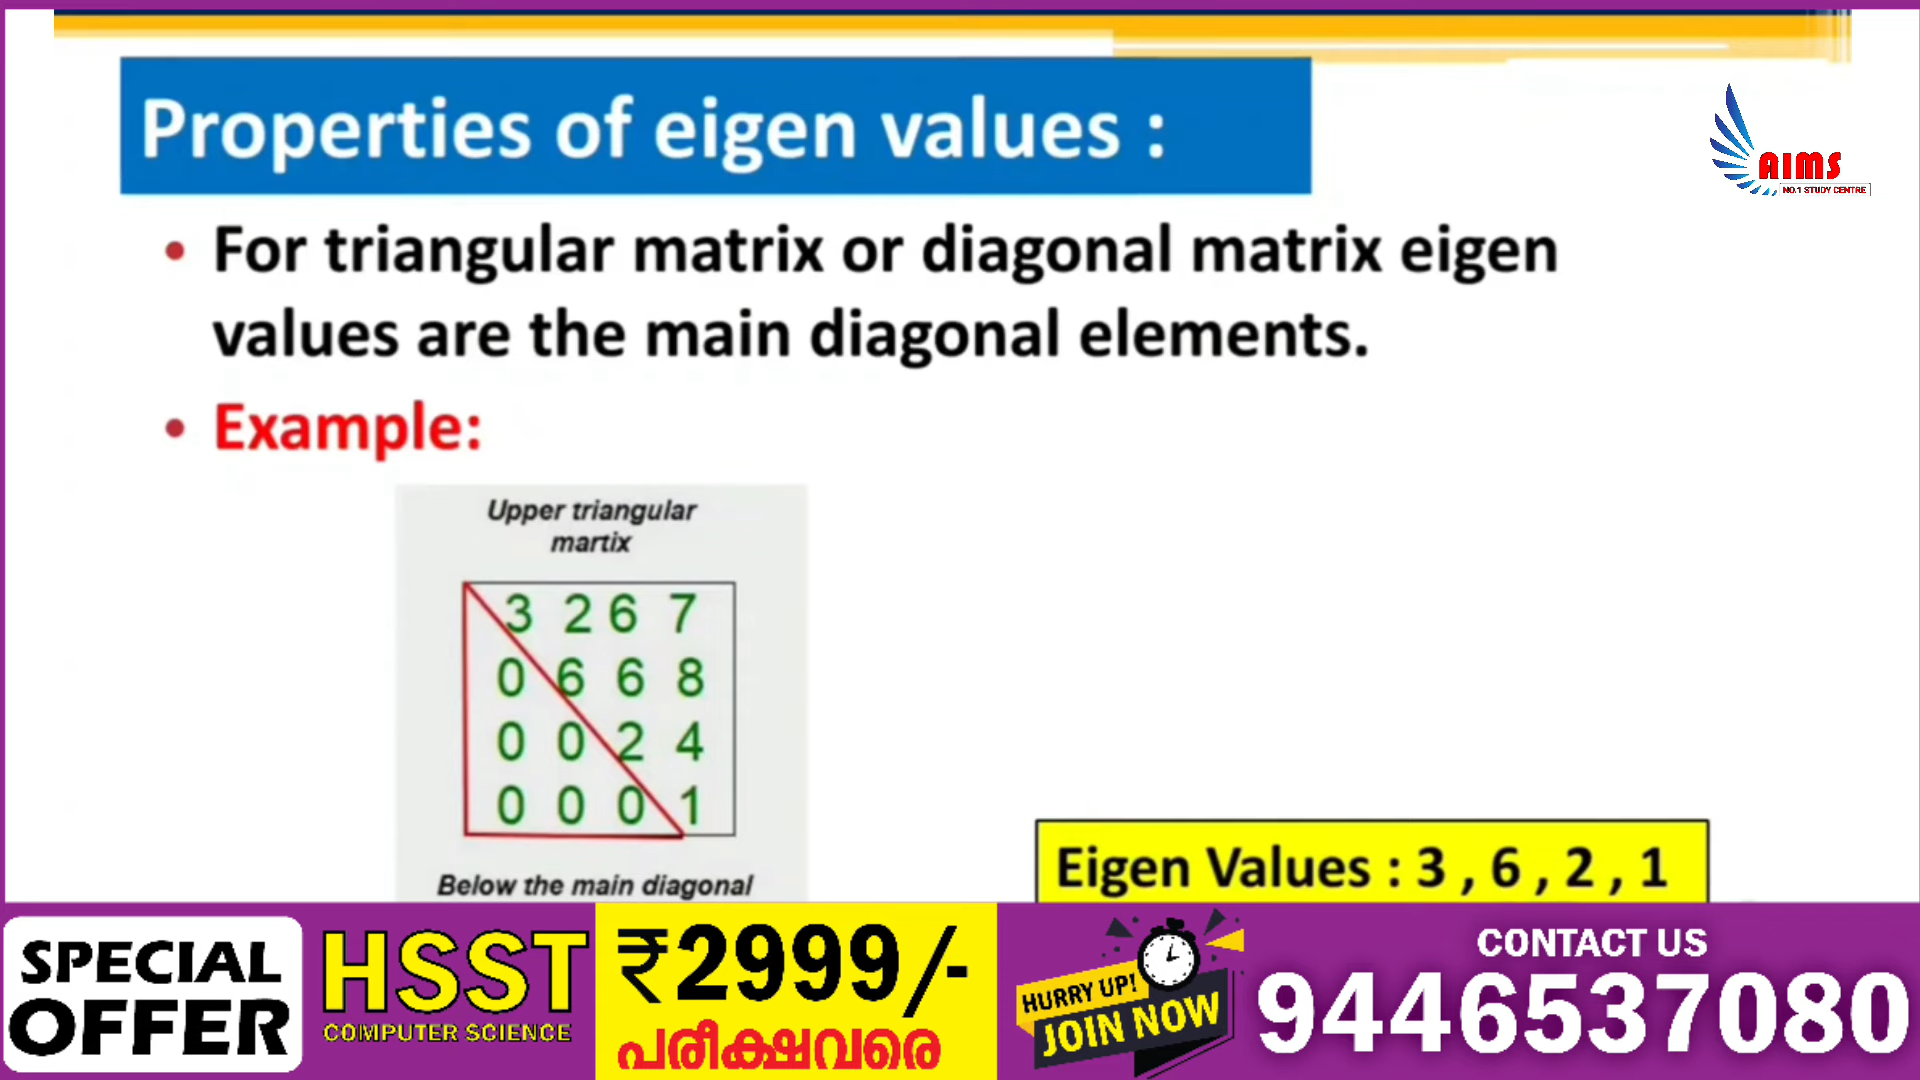 Properties of eigen values :
AIMS
NO.1 STUDY CENTRE
• For triangular matrix or diagonal matrix eigen
values are the main diagonal elements.
• Example:
Upper triangular
martix
3 2 6 7
0 6 6 8
0 0 2 4
0 0 0 1
Below the main diagonal
Eigen Values : 3 , 6 , 2 , 1
SPECIAL
OFFER
HSST
COMPUTER SCIENCE
₹2999/-
പരീക്ഷവരെ
HURRY UP!
JOIN NOW
CONTACT US
9446537080